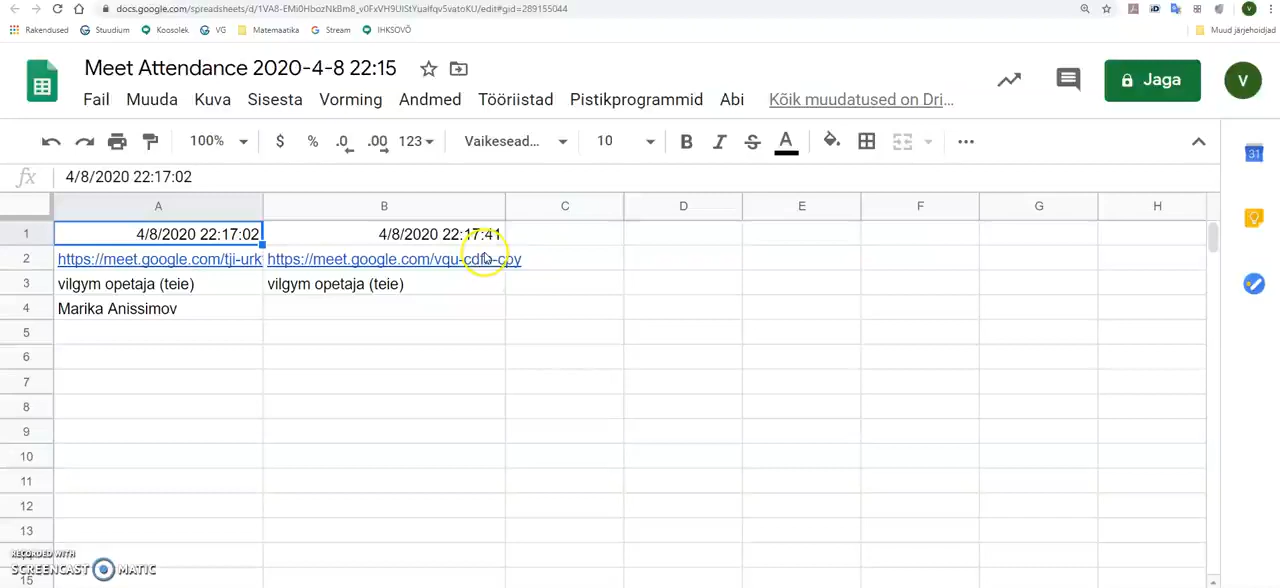 docs.google.com/spreadsheets/d/1VA8-EMi0HbozNkBm8_v0FxVH9UIStYualfqv5vatoKU/edit#gid=289155044
Rakendused Stuudium Koosolek VG Matemaatika Stream IHKSOVÕ Muud järjehoidjad
Meet Attendance 2020-4-8 22:15
Fail Muuda Kuva Sisesta Vorming Andmed Tööriistad Pistikprogrammid Abi Kõik muudatused on Dri...
Jaga
V
100% $ % .0 .00 123 Vaikesead... 10 B I S A
31
fx 4/8/2020 22:17:02
A B C D E F G H
1 4/8/2020 22:17:02 4/8/2020 22:17:41
2 https://meet.google.com/tji-urk https://meet.google.com/vqu-cdfb-cpy
3 vilgym opetaja (teie) vilgym opetaja (teie)
4 Marika Anissimov
5
6
7
8
9
10
11
12
13
15
RECORDED WITH
SCREENCAST MATIC